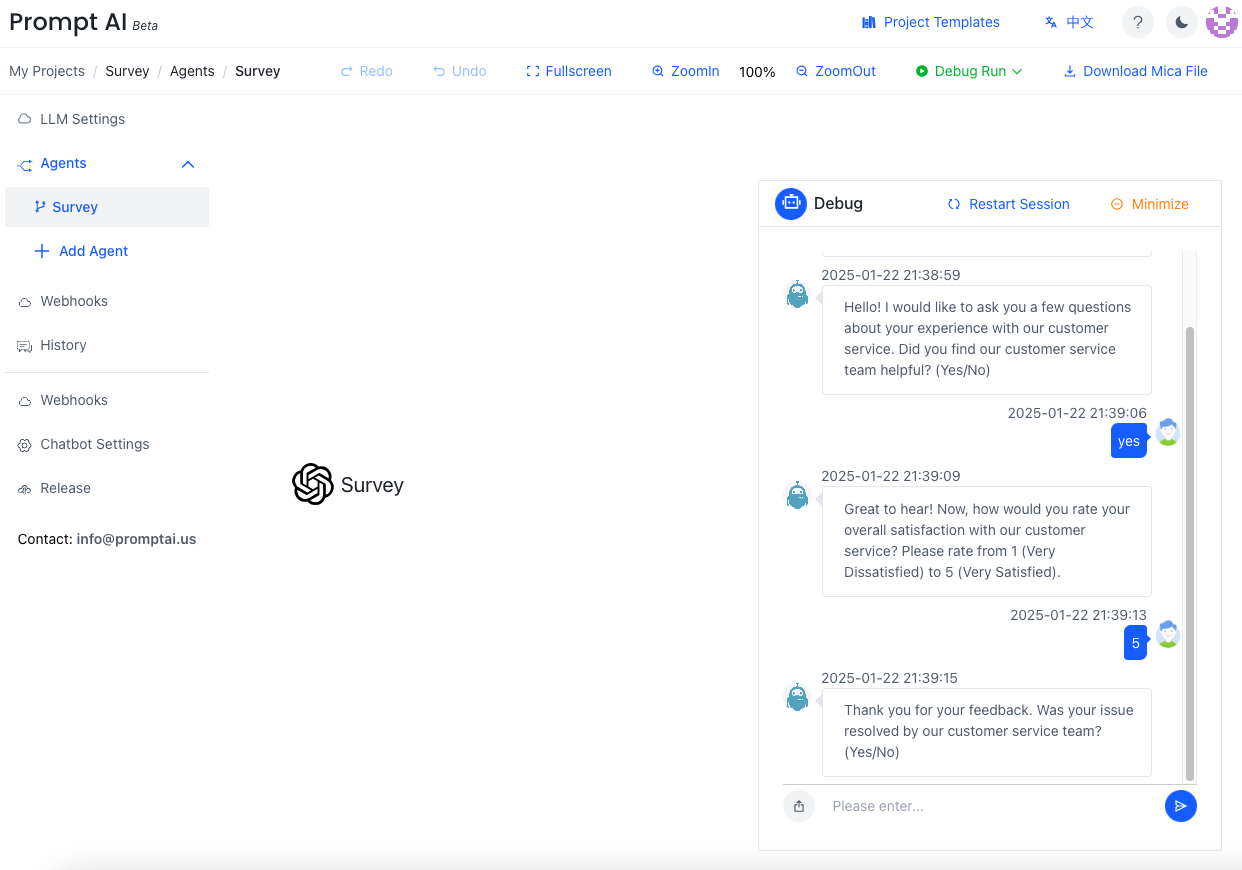 Prompt AI Beta
Project Templates
中文
?
My Projects / Survey / Agents / Survey
Redo
Undo
Fullscreen
ZoomIn
100%
ZoomOut
Debug Run
Download Mica File
LLM Settings
Agents
Survey
Add Agent
Webhooks
History
Webhooks
Chatbot Settings
Release
Contact: info@promptai.us
Survey
Debug
Restart Session
Minimize
2025-01-22 21:38:59
Hello! I would like to ask you a few questions
about your experience with our customer
service. Did you find our customer service
team helpful? (Yes/No)
2025-01-22 21:39:06
yes
2025-01-22 21:39:09
Great to hear! Now, how would you rate your
overall satisfaction with our customer
service? Please rate from 1 (Very
Dissatisfied) to 5 (Very Satisfied).
2025-01-22 21:39:13
5
2025-01-22 21:39:15
Thank you for your feedback. Was your issue
resolved by our customer service team?
(Yes/No)
Please enter...